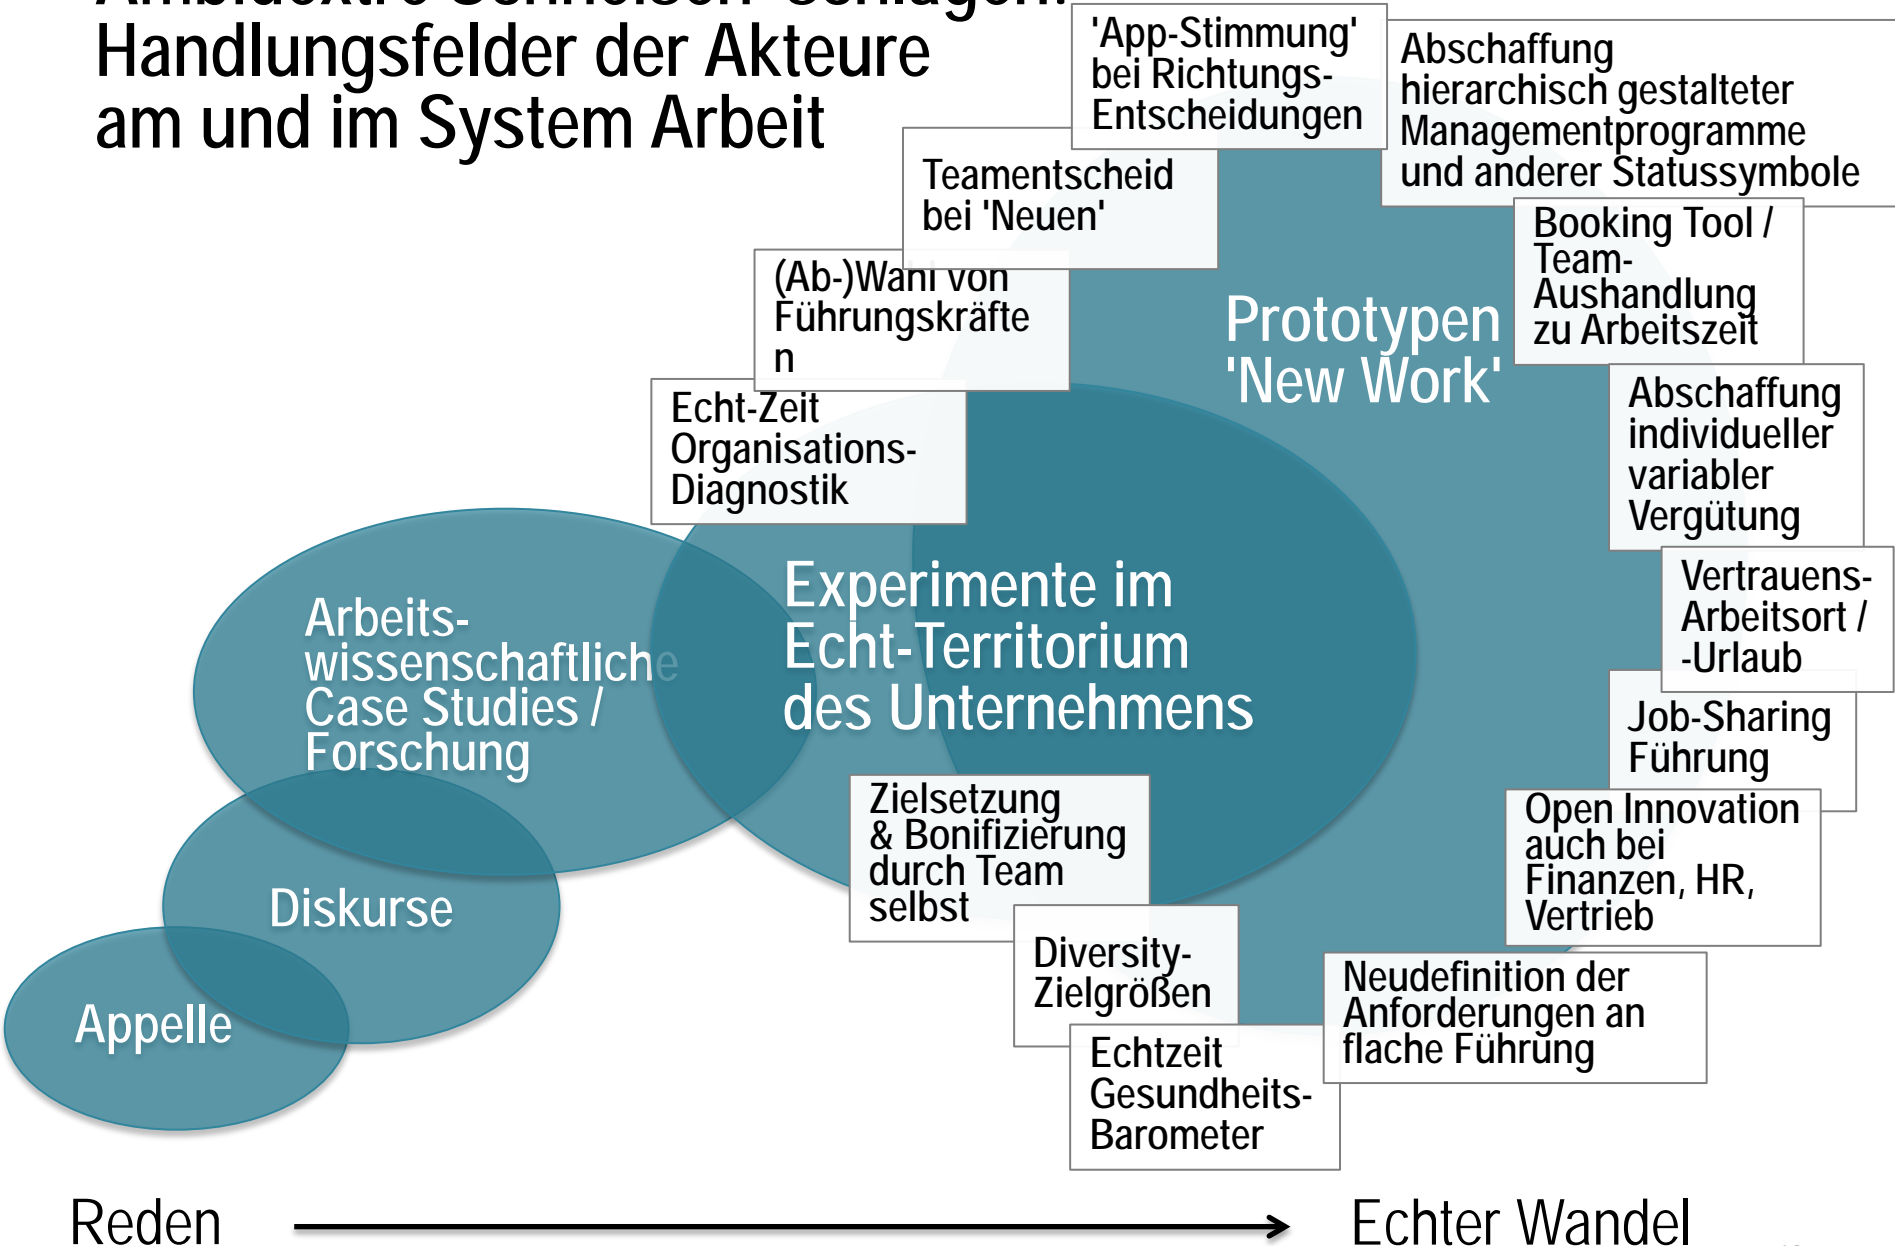 Handlungsfelder der Akteure
am und im System Arbeit
'App-Stimmung'
bei Richtungs-
Entscheidungen
Abschaffung
hierarchisch gestalteter
Managementprogramme
und anderer Statussymbole
Teamentscheid
bei 'Neuen'
Booking Tool /
Team-
Aushandlung
zu Arbeitszeit
(Ab-)Wahl von
Führungskräfte
n
Prototypen
'New Work'
Echt-Zeit
Organisations-
Diagnostik
Abschaffung
individueller
variabler
Vergütung
Experimente im
Echt-Territorium
des Unternehmens
Vertrauens-
Arbeitsort /
-Urlaub
Arbeits-
wissenschaftliche
Case Studies /
Forschung
Job-Sharing
Führung
Zielsetzung
& Bonifizierung
durch Team
selbst
Open Innovation
auch bei
Finanzen, HR,
Vertrieb
Diskurse
Diversity-
Zielgrößen
Neudefinition der
Anforderungen an
flache Führung
Appelle
Echtzeit
Gesundheits-
Barometer
Reden
Echter Wandel